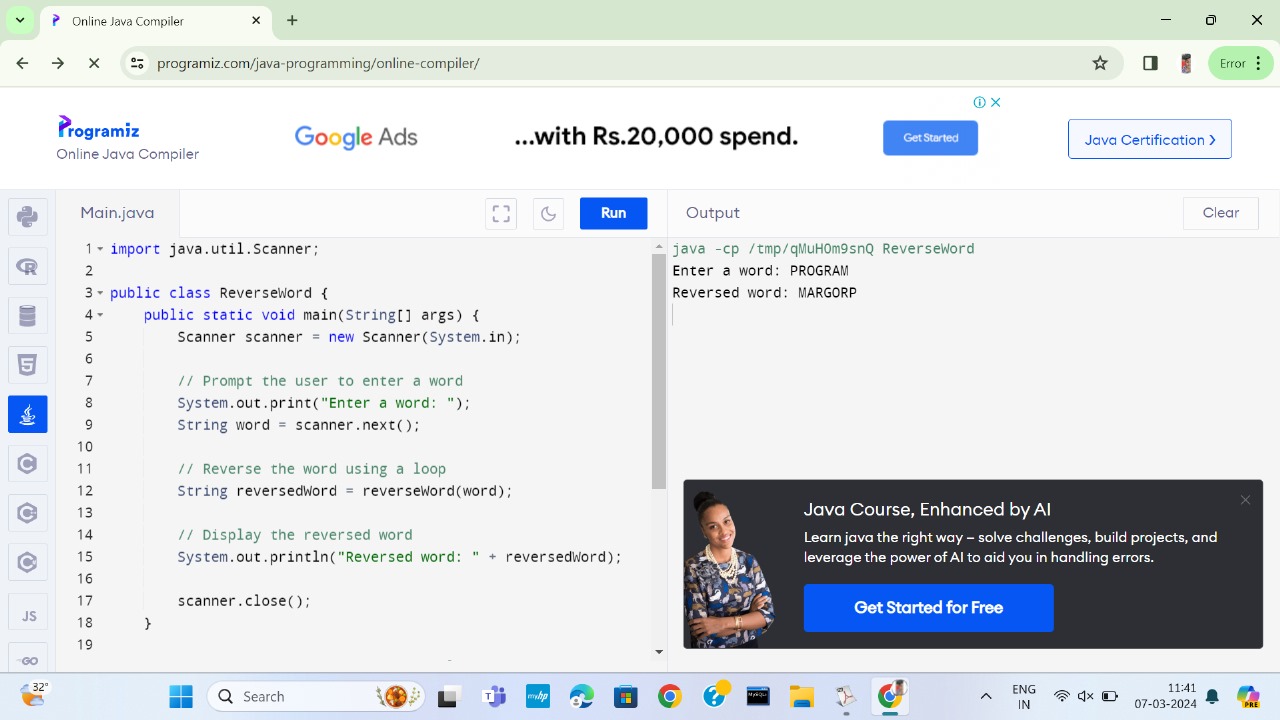 Online Java Compiler
programiz.com/java-programming/online-compiler/
Error
Programiz
Online Java Compiler
Google Ads
...with Rs.20,000 spend.
Get Started
Java Certification >
Main.java
Run
Output
Clear
1 import java.util.Scanner;
2
3 public class ReverseWord {
4 public static void main(String[] args) {
5 Scanner scanner = new Scanner(System.in);
6
7 // Prompt the user to enter a word
8 System.out.print("Enter a word: ");
9 String word = scanner.next();
10
11 // Reverse the word using a loop
12 String reversedWord = reverseWord(word);
13
14 // Display the reversed word
15 System.out.println("Reversed word: " + reversedWord);
16
17 scanner.close();
18 }
19
java -cp /tmp/qMuHOm9snQ ReverseWord
Enter a word: PROGRAM
Reversed word: MARGORP
Java Course, Enhanced by AI
Learn java the right way – solve challenges, build projects, and
leverage the power of AI to aid you in handling errors.
Get Started for Free
JS
GO
32°
Search
myhp
ENG
IN
11:41
07-03-2024
PRE